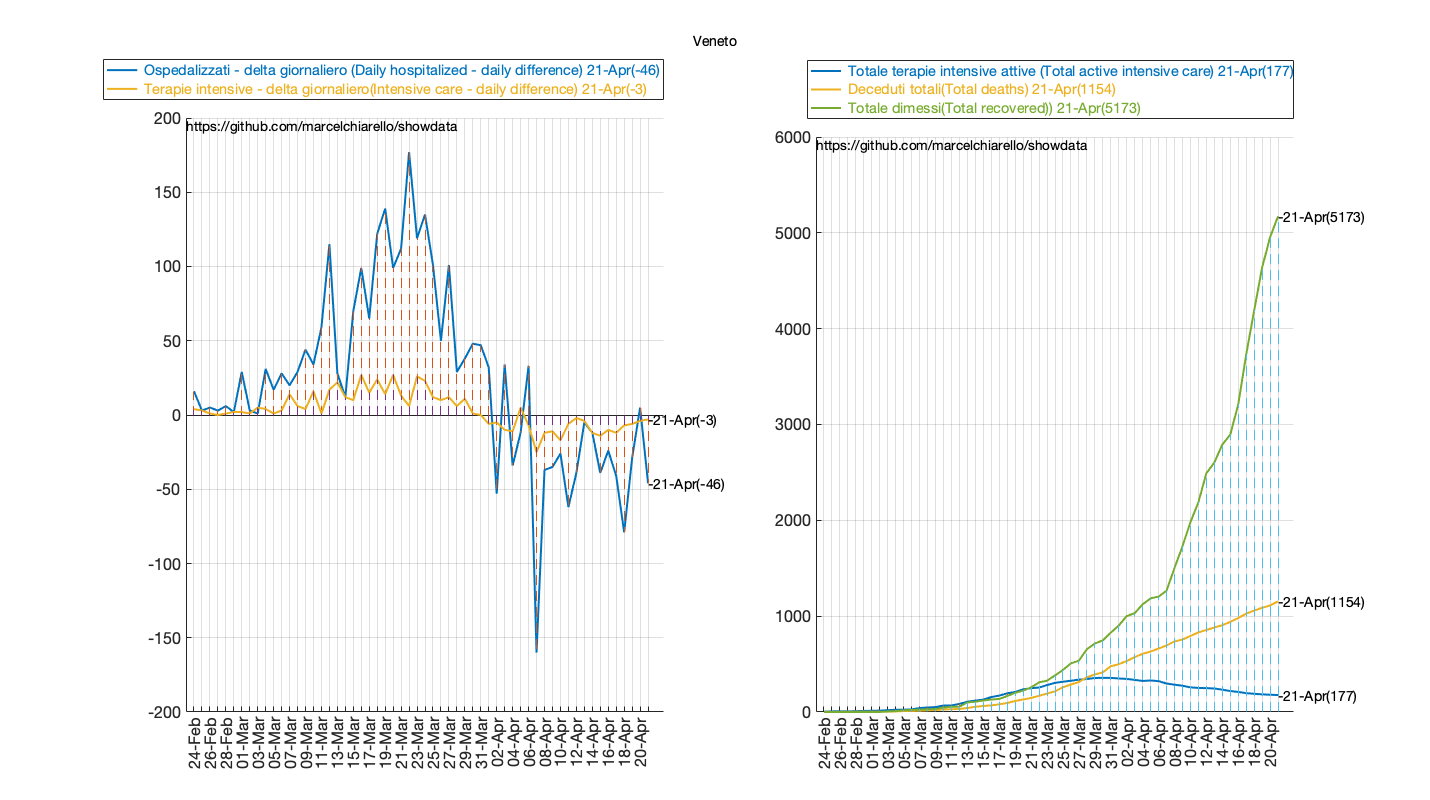 Veneto
Ospedalizzati - delta giornaliero (Daily hospitalized - daily difference) 21-Apr(-46)
Terapie intensive - delta giornaliero(Intensive care - daily difference) 21-Apr(-3)
https://github.com/marcelchiarello/showdata
200
150
100
50
0
-50
-100
-150
-200
-21-Apr(-3)
-21-Apr(-46)
24-Feb
26-Feb
28-Feb
01-Mar
03-Mar
05-Mar
07-Mar
09-Mar
11-Mar
13-Mar
15-Mar
17-Mar
19-Mar
21-Mar
23-Mar
25-Mar
27-Mar
29-Mar
31-Mar
02-Apr
04-Apr
06-Apr
08-Apr
10-Apr
12-Apr
14-Apr
16-Apr
18-Apr
20-Apr
Totale terapie intensive attive (Total active intensive care) 21-Apr(177)
Deceduti totali(Total deaths) 21-Apr(1154)
Totale dimessi(Total recovered)) 21-Apr(5173)
https://github.com/marcelchiarello/showdata
6000
5000
4000
3000
2000
1000
0
-21-Apr(5173)
-21-Apr(1154)
-21-Apr(177)
24-Feb
26-Feb
28-Feb
01-Mar
03-Mar
05-Mar
07-Mar
09-Mar
11-Mar
13-Mar
15-Mar
17-Mar
19-Mar
21-Mar
23-Mar
25-Mar
27-Mar
29-Mar
31-Mar
02-Apr
04-Apr
06-Apr
08-Apr
10-Apr
12-Apr
14-Apr
16-Apr
18-Apr
20-Apr